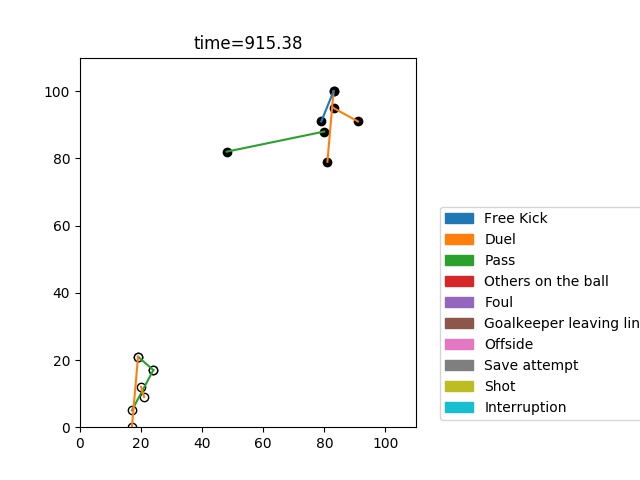 time=915.38
100
80
60
40
20
0
0 20 40 60 80 100
Free Kick
Duel
Pass
Others on the ball
Foul
Goalkeeper leaving lin
Offside
Save attempt
Shot
Interruption